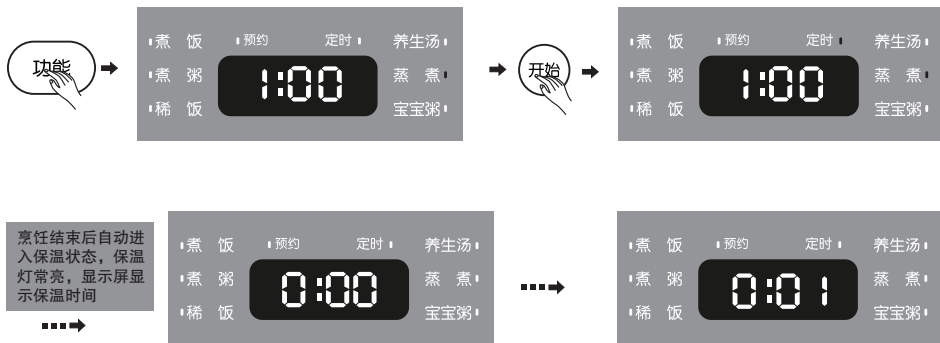 功能
煮 饭 预约 定时 养生汤
煮 粥 1:00 蒸 煮
稀 饭 宝宝粥
开始
煮 饭 预约 定时 养生汤
煮 粥 1:00 蒸 煮
稀 饭 宝宝粥
烹饪结束后自动进
入保温状态，保温
灯常亮，显示屏显
示保温时间
煮 饭 预约 定时 养生汤
煮 粥 0:00 蒸 煮
稀 饭 宝宝粥
煮 饭 预约 定时 养生汤
煮 粥 0:01 蒸 煮
稀 饭 宝宝粥